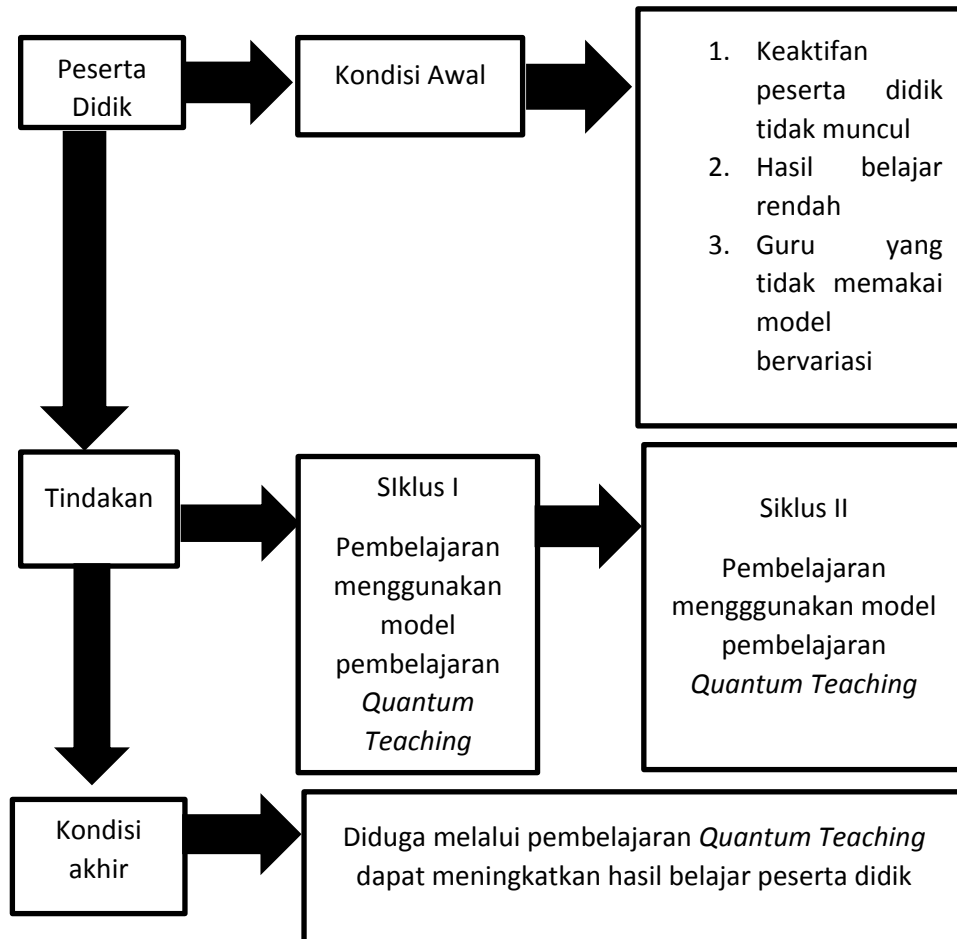 Peserta
Didik
Kondisi Awal
1. Keaktifan
peserta didik
tidak muncul
2. Hasil belajar
rendah
3. Guru yang
tidak memakai
model
bervariasi
Tindakan
SIklus I
Pembelajaran
menggunakan
model
pembelajaran
Quantum
Teaching
Siklus II
Pembelajaran
mengggunakan model
pembelajaran
Quantum Teaching
Kondisi
akhir
Diduga melalui pembelajaran Quantum Teaching
dapat meningkatkan hasil belajar peserta didik